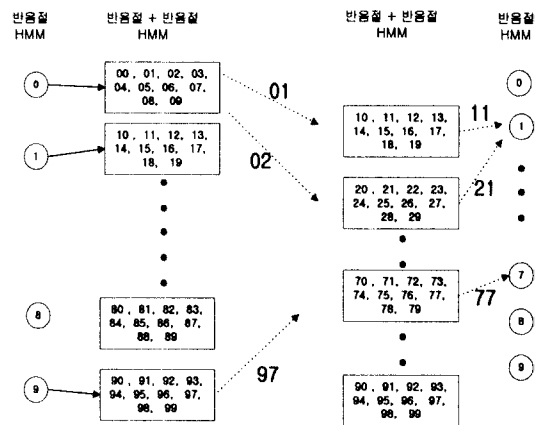 반음절 HMM
반음절 + 반음절 HMM
반음절 + 반음절 HMM
반음절 HMM
0
00 , 01, 02, 03,
04, 05, 06, 07,
08, 09
01
02
1
10 , 11, 12, 13,
14, 15, 16, 17,
18, 19
8
80 , 81, 82, 83,
84, 85, 86, 87,
88, 89
9
90 , 91, 92, 93,
94, 95, 96, 97,
98, 99
97
10 , 11, 12, 13,
14, 15, 16, 17,
18, 19
11
20 , 21, 22, 23,
24, 25, 26, 27,
28, 29
21
70 , 71, 72, 73,
74, 75, 76, 77,
78, 79
77
90 , 91, 92, 93,
94, 95, 96, 97,
98, 99
0
1
7
8
9